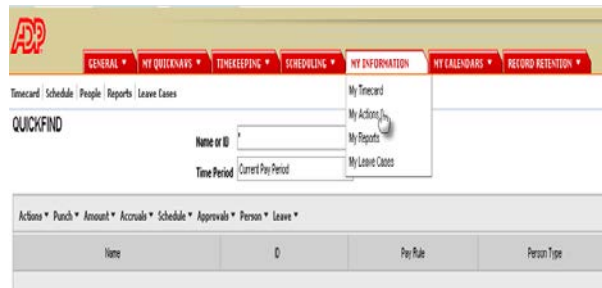 ADP
GENERAL ▼ MY QUICKNAVS ▼ TIMEKEEPING ▼ SCHEDULING ▼ MY INFORMATION MY CALENDARS ▼ RECORD RETENTION ▼
Timecard Schedule People Reports Leave Cases
My Timecard
QUICKFIND
My Actions
Name or ID *
My Reports
Time Period Current Pay Period
My Leave Cases
Actions ▼ Punch ▼ Amount ▼ Accruals ▼ Schedule ▼ Approvals ▼ Person ▼ Leave ▼
Name ID Pay Rule Person Type